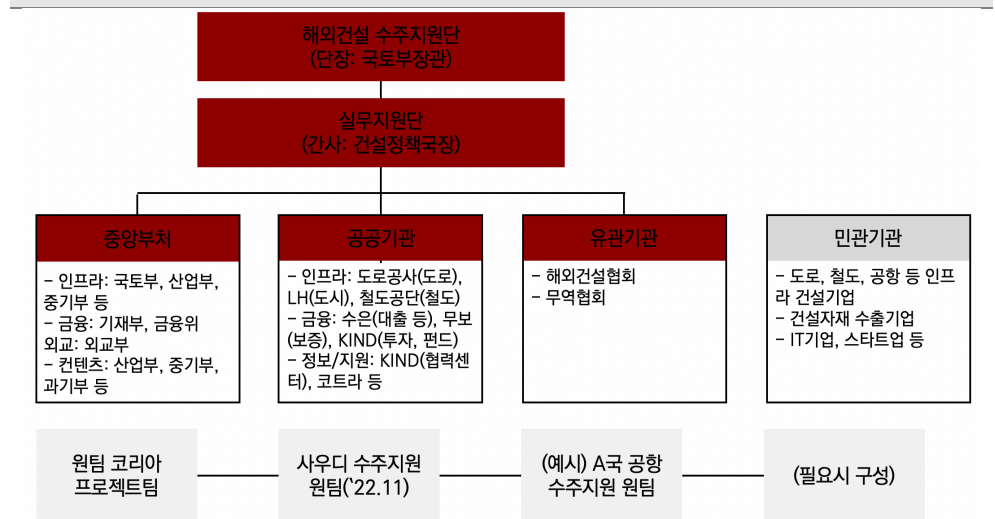 해외건설 수주지원단
(단장: 국토부장관)
실무지원단
(간사: 건설정책국장)
중앙부처
- 인프라: 국토부, 산업부,
중기부 등
- 금융: 기재부, 금융위
외교: 외교부
- 컨텐츠: 산업부, 중기부,
과기부 등
공공기관
- 인프라: 도로공사(도로),
LH(도시), 철도공단(철도)
- 금융: 수은(대출 등), 무보
(보증), KIND(투자, 펀드)
- 정보/지원: KIND(협력센
터), 코트라 등
유관기관
- 해외건설협회
- 무역협회
민관기관
- 도로, 철도, 공항 등 인프
라 건설기업
- 건설자재 수출기업
- IT기업, 스타트업 등
원팀 코리아
프로젝트팀
사우디 수주지원
원팀(`22.11)
(예시) A국 공항
수주지원 원팀
(필요시 구성)